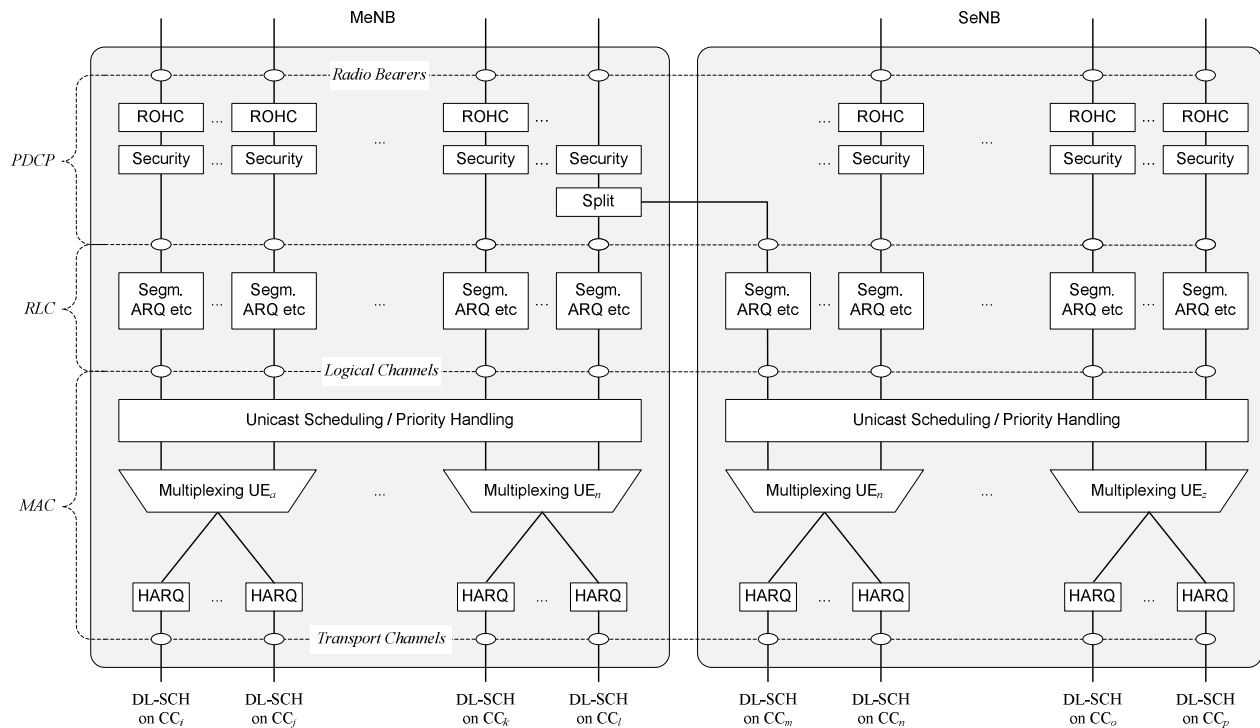 MeNB SeNB
Radio Bearers
ROHC ... ROHC ROHC ... ... ROHC ROHC ... ROHC
... ...
PDCP Security ... Security Security ... Security ... Security Security ... Security
Split
RLC Segm. ARQ etc ... Segm. ARQ etc ... Segm. ARQ etc ... Segm. ARQ etc Segm. ARQ etc ... Segm. ARQ etc ... Segm. ARQ etc ... Segm. ARQ etc
Logical Channels
Unicast Scheduling / Priority Handling Unicast Scheduling / Priority Handling
MAC Multiplexing UEa ... Multiplexing UEn Multiplexing UEn ... Multiplexing UEz
HARQ ... HARQ HARQ ... HARQ HARQ ... HARQ HARQ ... HARQ
Transport Channels
DL-SCH DL-SCH DL-SCH DL-SCH DL-SCH DL-SCH DL-SCH DL-SCH
on CCi on CCj on CCk on CCl on CCm on CCn on CCo on CCp